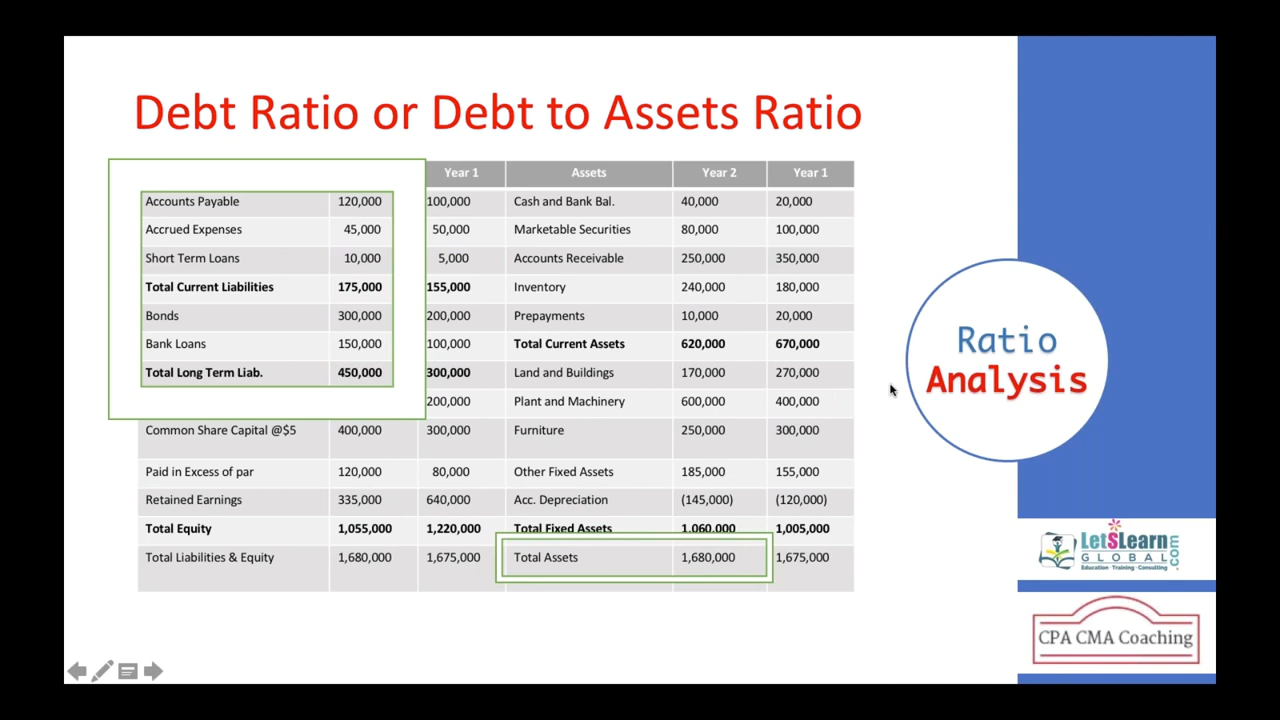 Debt Ratio or Debt to Assets Ratio
Year 1 Assets Year 2 Year 1
Accounts Payable 120,000 100,000 Cash and Bank Bal. 40,000 20,000
Accrued Expenses 45,000 50,000 Marketable Securities 80,000 100,000
Short Term Loans 10,000 5,000 Accounts Receivable 250,000 350,000
Total Current Liabilities 175,000 155,000 Inventory 240,000 180,000
Bonds 300,000 200,000 Prepayments 10,000 20,000
Bank Loans 150,000 100,000 Total Current Assets 620,000 670,000
Total Long Term Liab. 450,000 300,000 Land and Buildings 170,000 270,000
200,000 Plant and Machinery 600,000 400,000
Common Share Capital @$5 400,000 300,000 Furniture 250,000 300,000
Paid in Excess of par 120,000 80,000 Other Fixed Assets 185,000 155,000
Retained Earnings 335,000 640,000 Acc. Depreciation (145,000) (120,000)
Total Equity 1,055,000 1,220,000 Total Fixed Assets 1,060,000 1,005,000
Total Liabilities & Equity 1,680,000 1,675,000 Total Assets 1,680,000 1,675,000
Ratio
Analysis
LetSLearn
GLOBAL.com
Education · Training · Consulting
CPA CMA Coaching